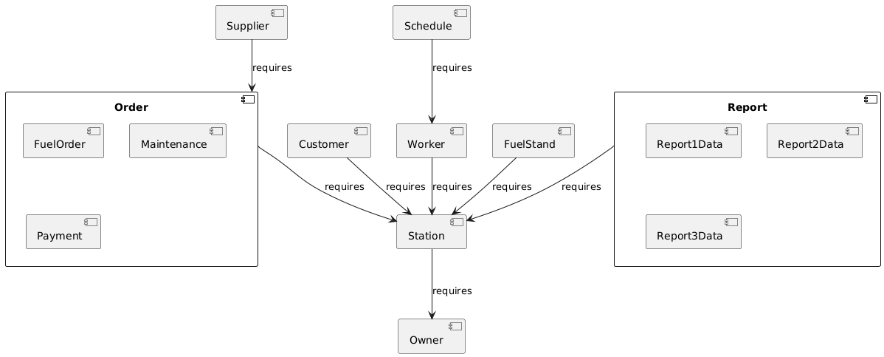 Supplier
Schedule
requires
requires
Order
Report
FuelOrder
Maintenance
Customer
Worker
FuelStand
Report1Data
Report2Data
requires
requires
requires
requires
requires
Payment
Station
Report3Data
requires
Owner